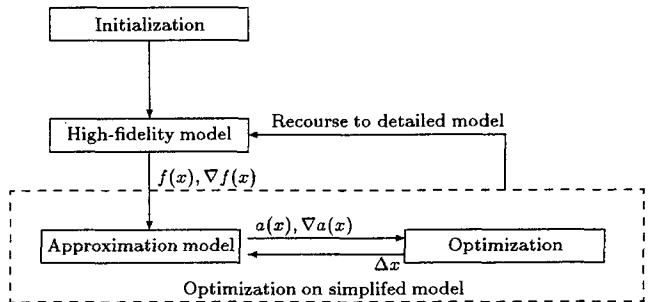 Initialization
High-fidelity model
Recourse to detailed model
f(x), ∇f(x)
Approximation model
a(x), ∇a(x)
Δx
Optimization
Optimization on simplifed model